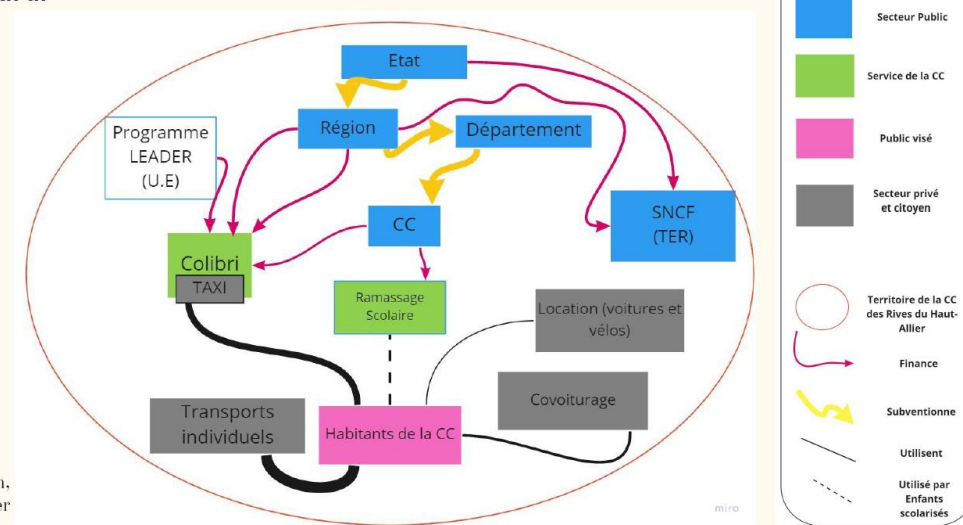 Etat
Région
Département
Programme
LEADER
(U.E)
SNCF
(TER)
CC
Colibri
TAXI
Ramassage
Scolaire
Location (voitures et
vélos)
Covoiturage
Transports
individuels
Habitants de la CC
miro
er
Secteur Public
Service de la CC
Public visé
Secteur privé
et citoyen
Territoire de la CC
des Rives du Haut-
Allier
Finance
Subventionne
Utilisent
Utilisé par
Enfants
scolarisés